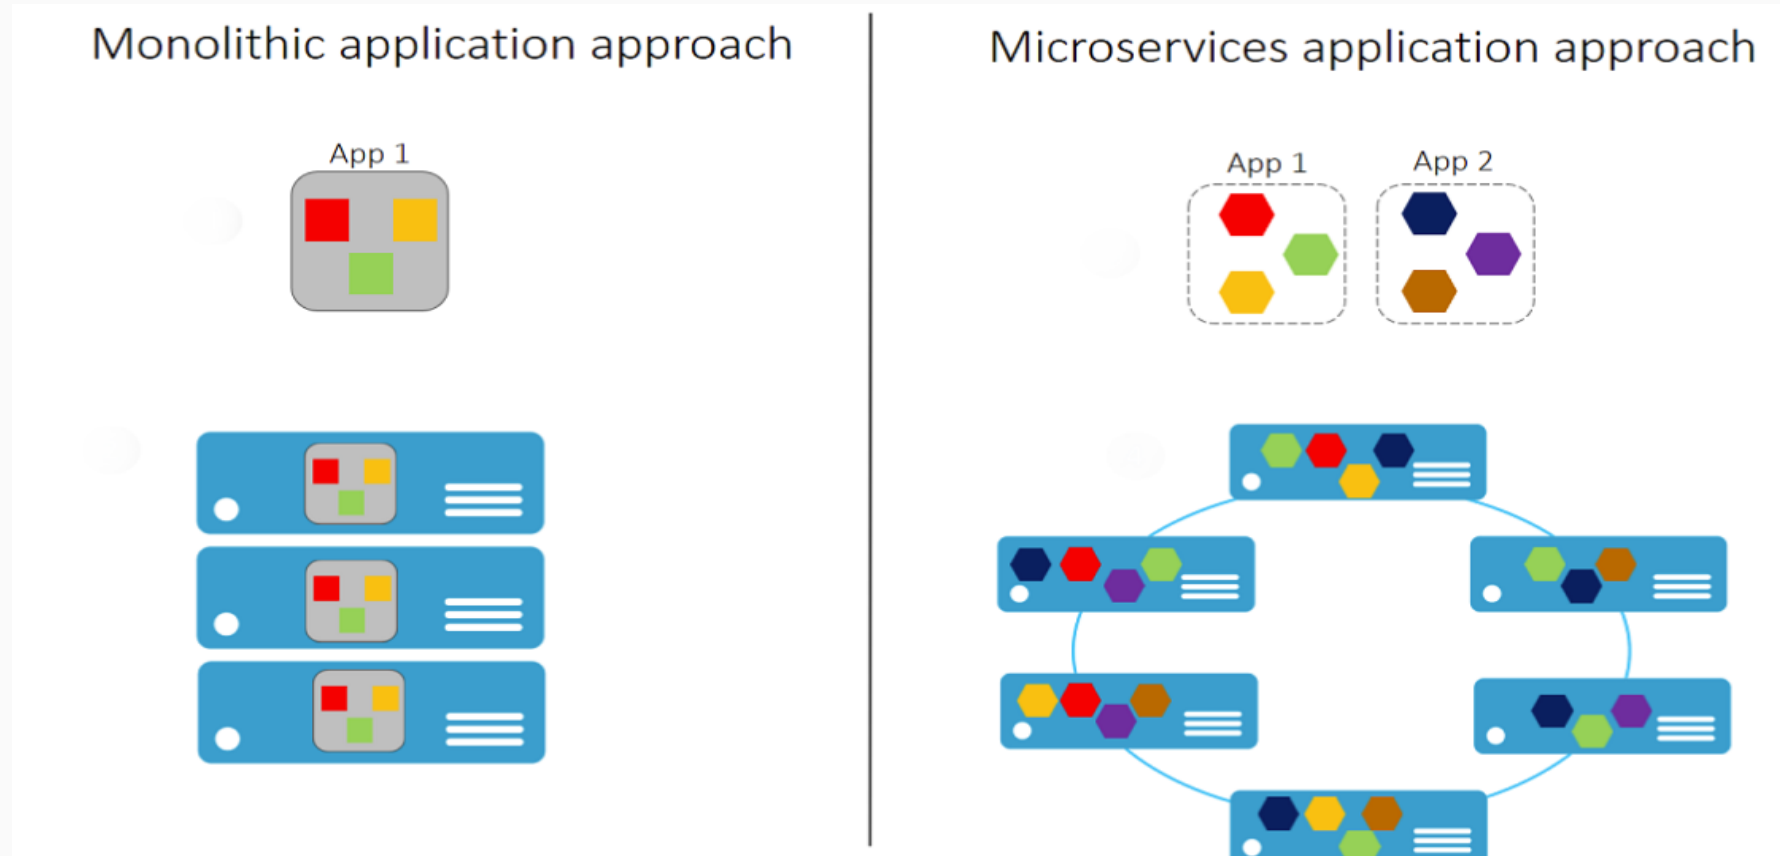 Monolithic application approach
App 1
Microservices application approach
App 1
App 2